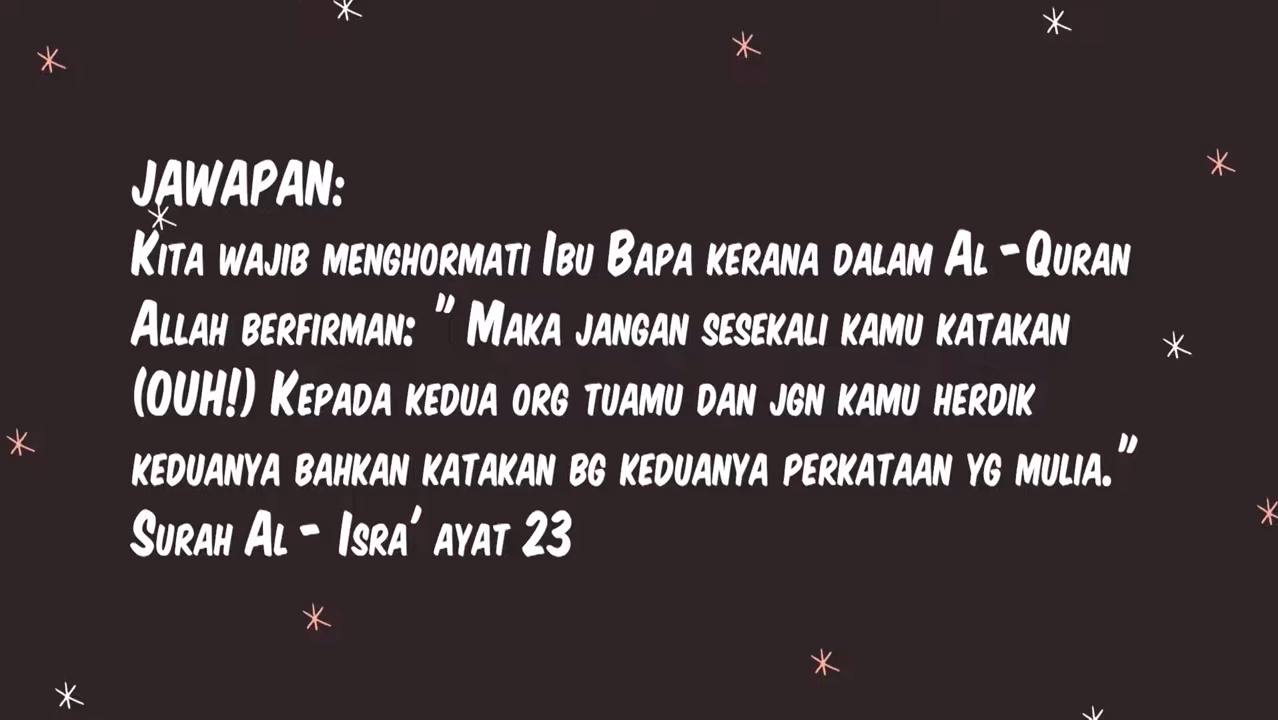 JAWAPAN:
KITA WAJIB MENGHORMATI IBU BAPA KERANA DALAM AL -QURAN
ALLAH BERFIRMAN: " MAKA JANGAN SESEKALI KAMU KATAKAN
(OUH!) KEPADA KEDUA ORG TUAMU DAN JGN KAMU HERDIK
KEDUANYA BAHKAN KATAKAN BG KEDUANYA PERKATAAN YG MULIA."
SURAH AL - ISRA' AYAT 23